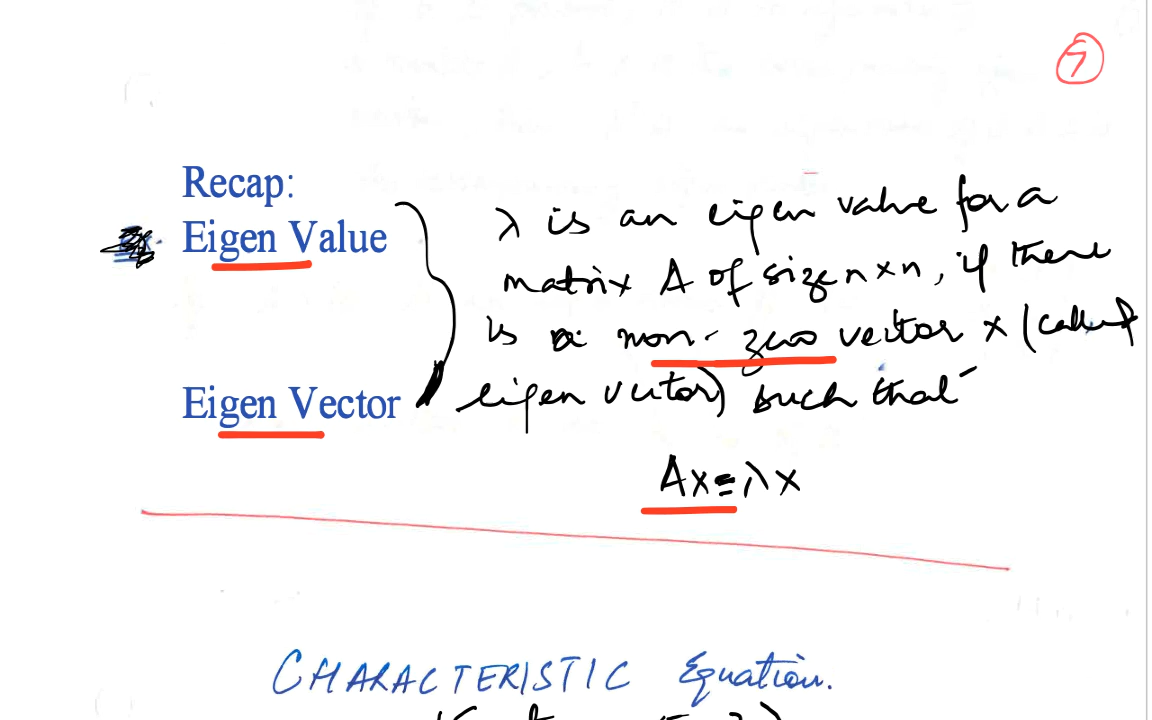 7
Recap:
Eigen Value
λ is an eigen value for a
matrix A of size n x n, if there
is a non-zero vector x (called
Eigen Vector
eigen vector) such that
Ax = λx
CHARACTERISTIC Equation.